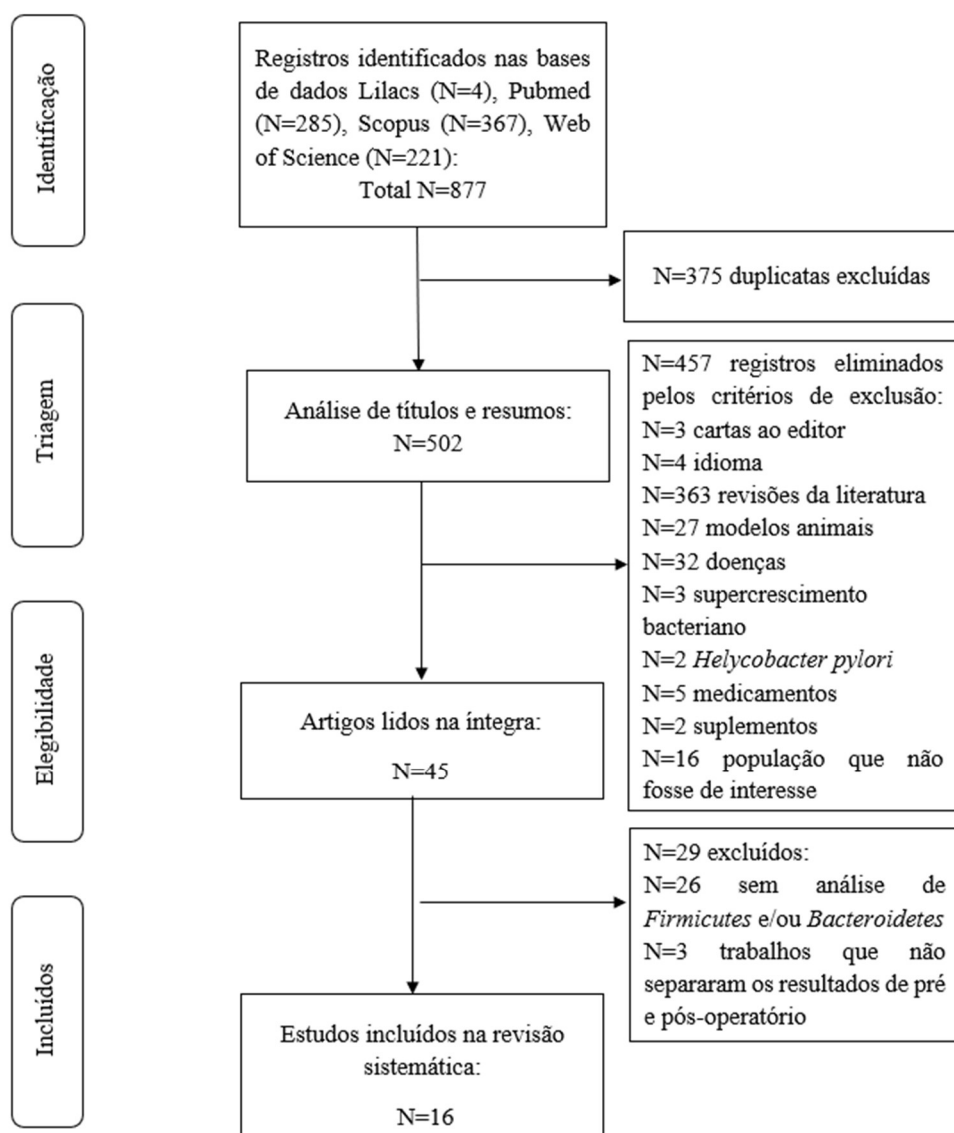 Identificação
Registros identificados nas bases
de dados Lilacs (N=4), Pubmed
(N=285), Scopus (N=367), Web
of Science (N=221):
Total N=877
N=375 duplicatas excluídas
Triagem
Análise de títulos e resumos:
N=502
N=457 registros eliminados
pelos critérios de exclusão:
N=3 cartas ao editor
N=4 idioma
N=363 revisões da literatura
N=27 modelos animais
N=32 doenças
N=3 supercrescimento
bacteriano
N=2 Helycobacter pylori
N=5 medicamentos
N=2 suplementos
N=16 população que não
fosse de interesse
Elegibilidade
Artigos lidos na íntegra:
N=45
N=29 excluídos:
N=26 sem análise de
Firmicutes e/ou Bacteroidetes
N=3 trabalhos que não
separaram os resultados de pré
e pós-operatório
Incluídos
Estudos incluídos na revisão
sistemática:
N=16